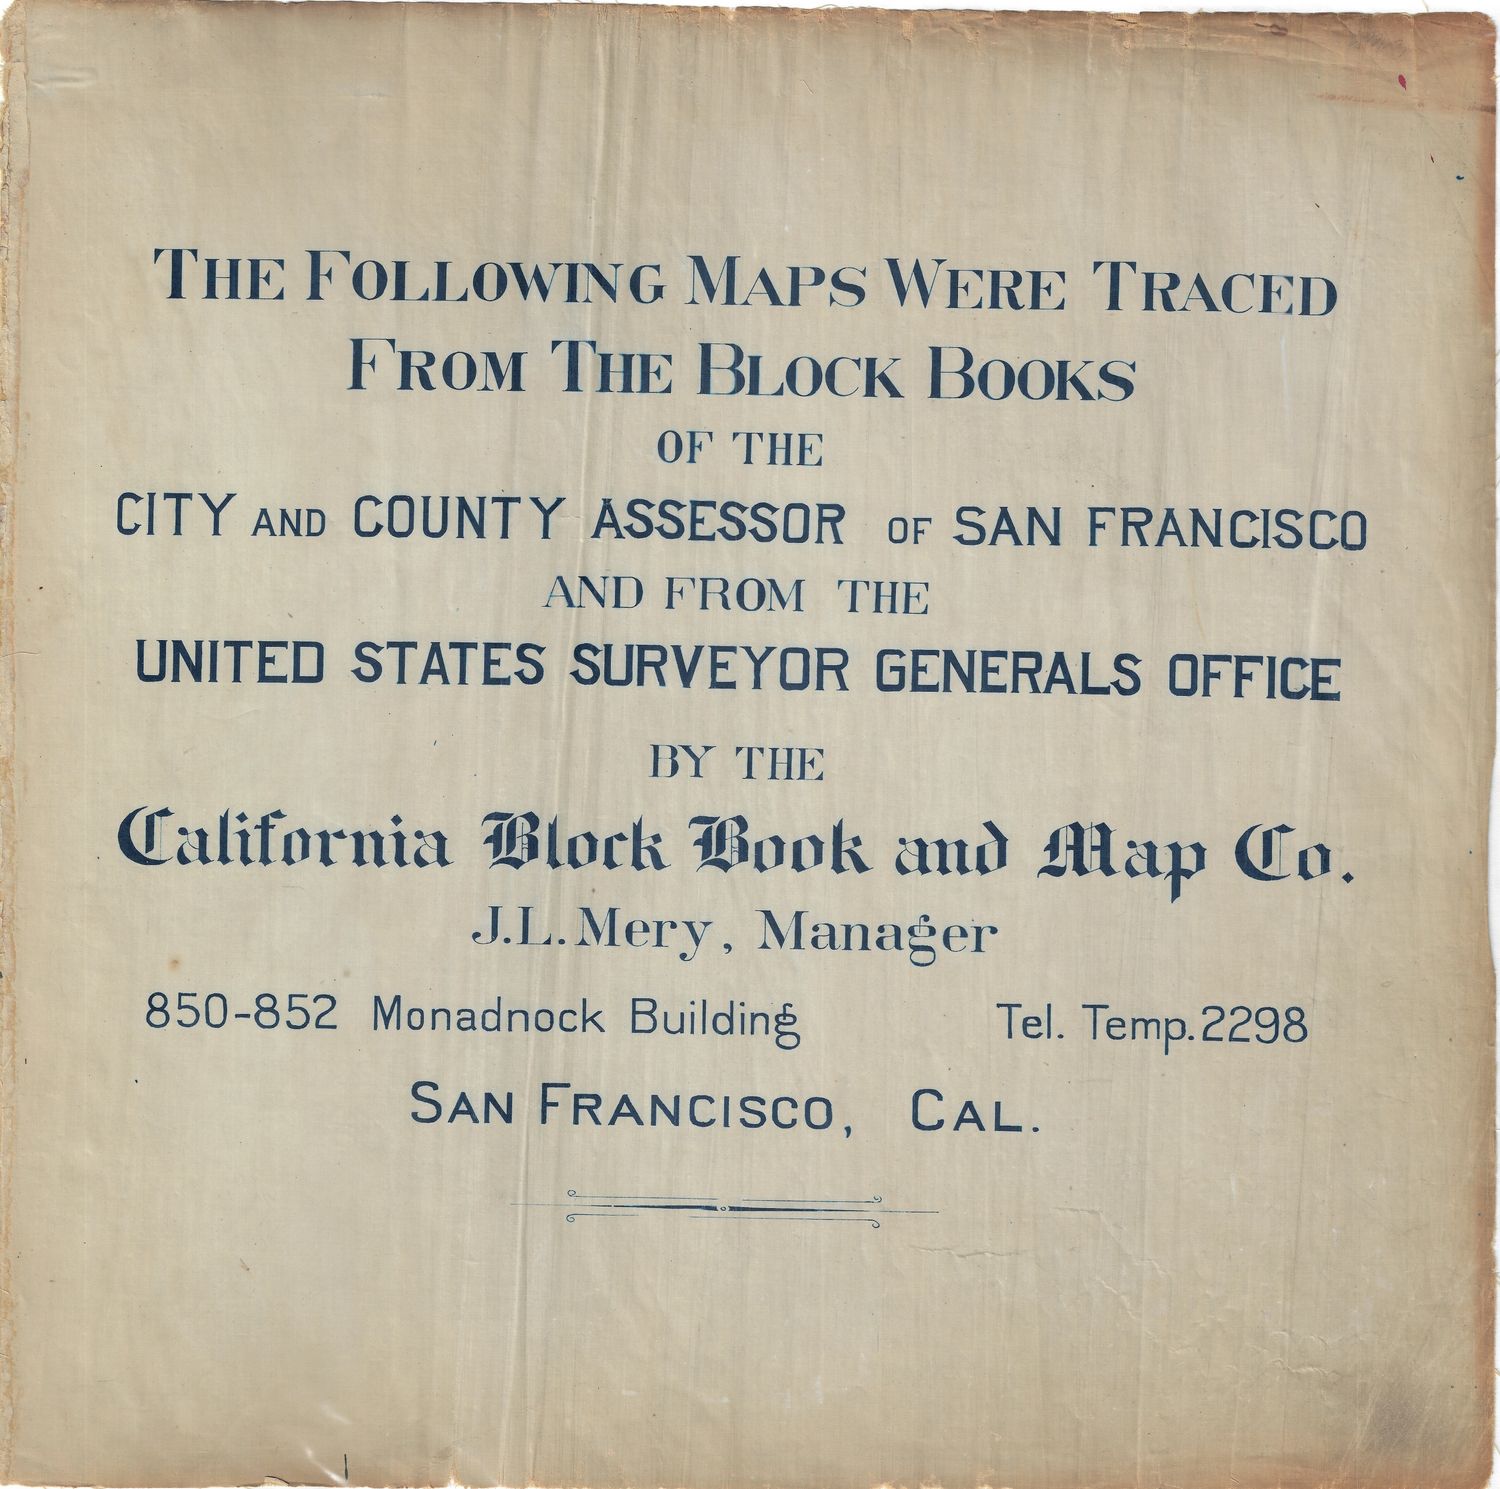 THE FOLLOWING MAPS WERE TRACED
FROM THE BLOCK BOOKS
OF THE
CITY AND COUNTY ASSESSOR OF SAN FRANCISCO
AND FROM THE
UNITED STATES SURVEYOR GENERALS OFFICE
BY THE
California Block Book and Map Co.
J.L. Mery, Manager
850-852 Monadnock Building Tel. Temp. 2298
SAN FRANCISCO, CAL.